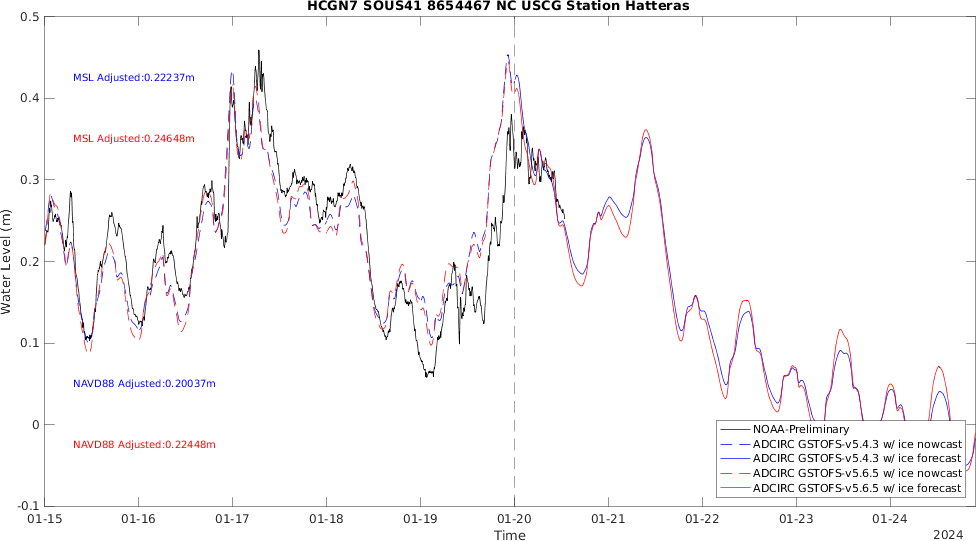 HCGN7 SOUS41 8654467 NC USCG Station Hatteras
0.5
0.4
0.3
0.2
0.1
0
-0.1
Water Level (m)
MSL Adjusted:0.22237m
MSL Adjusted:0.24648m
NAVD88 Adjusted:0.20037m
NAVD88 Adjusted:0.22448m
NOAA-Preliminary
ADCIRC GSTOFS-v5.4.3 w/ ice nowcast
ADCIRC GSTOFS-v5.4.3 w/ ice forecast
ADCIRC GSTOFS-v5.6.5 w/ ice nowcast
ADCIRC GSTOFS-v5.6.5 w/ ice forecast
01-15 01-16 01-17 01-18 01-19 01-20 01-21 01-22 01-23 01-24
Time
2024